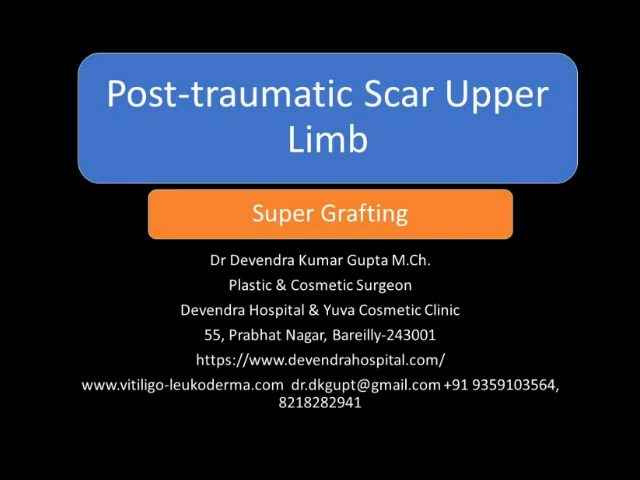 Post-traumatic Scar Upper
Limb
Super Grafting
Dr Devendra Kumar Gupta M.Ch.
Plastic & Cosmetic Surgeon
Devendra Hospital & Yuva Cosmetic Clinic
55, Prabhat Nagar, Bareilly-243001
https://www.devendrahospital.com/
www.vitiligo-leukoderma.com dr.dkgupt@gmail.com +91 9359103564,
8218282941